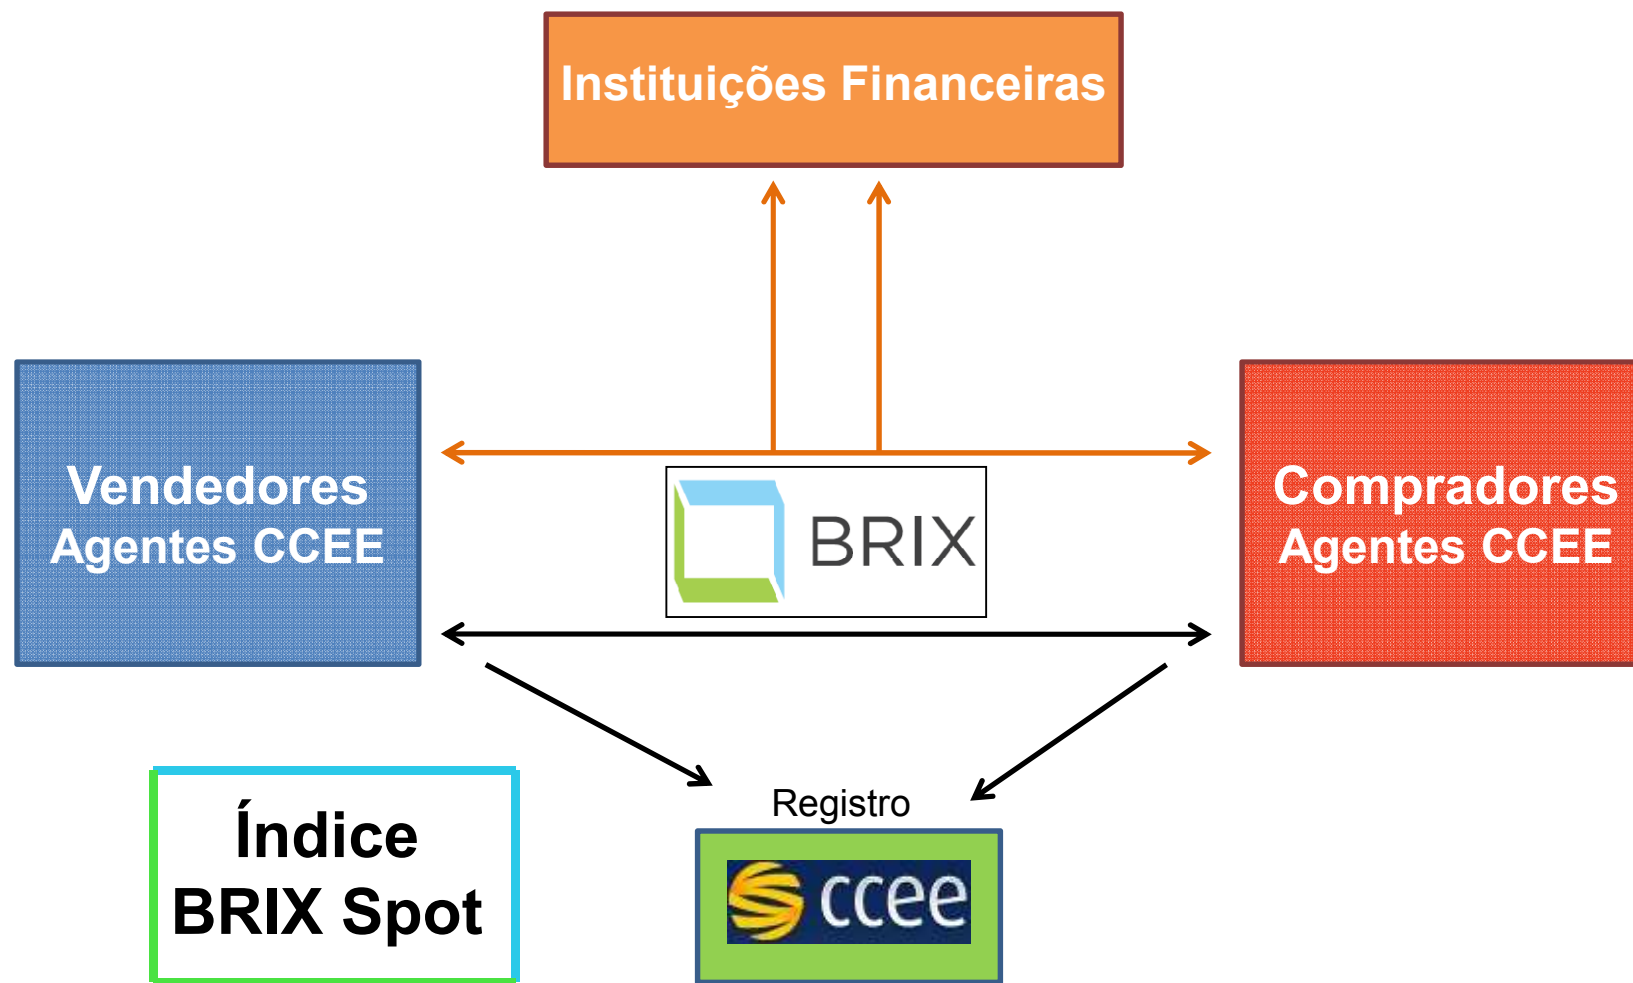 Instituições Financeiras
Vendedores
Agentes CCEE
BRIX
Compradores
Agentes CCEE
Registro
ccee
Índice
BRIX Spot